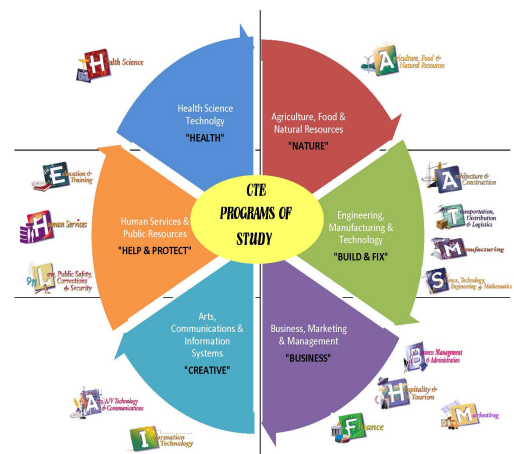 Health Science
Agriculture, Food &
Natural Resources
Health Science
Technolgy
"HEALTH"
Agriculture, Food &
Natural Resources
"NATURE"
Education &
Training
Human Services
Public Safety,
Corrections
& Security
Human Services &
Public Resources
"HELP & PROTECT"
CTE
PROGRAMS OF
STUDY
Engineering,
Manufacturing &
Technology
"BUILD & FIX"
Architecture &
Construction
Transportation,
Distribution
& Logistics
Manufacturing
Science, Technology,
Engineering & Mathematics
Arts,
Communications &
Information
Systems
"CREATIVE"
Business, Marketing
& Management
"BUSINESS"
Arts, A/V Technology
& Communications
Information
Technology
Business Management
& Administration
Hospitality &
Tourism
Marketing
Finance